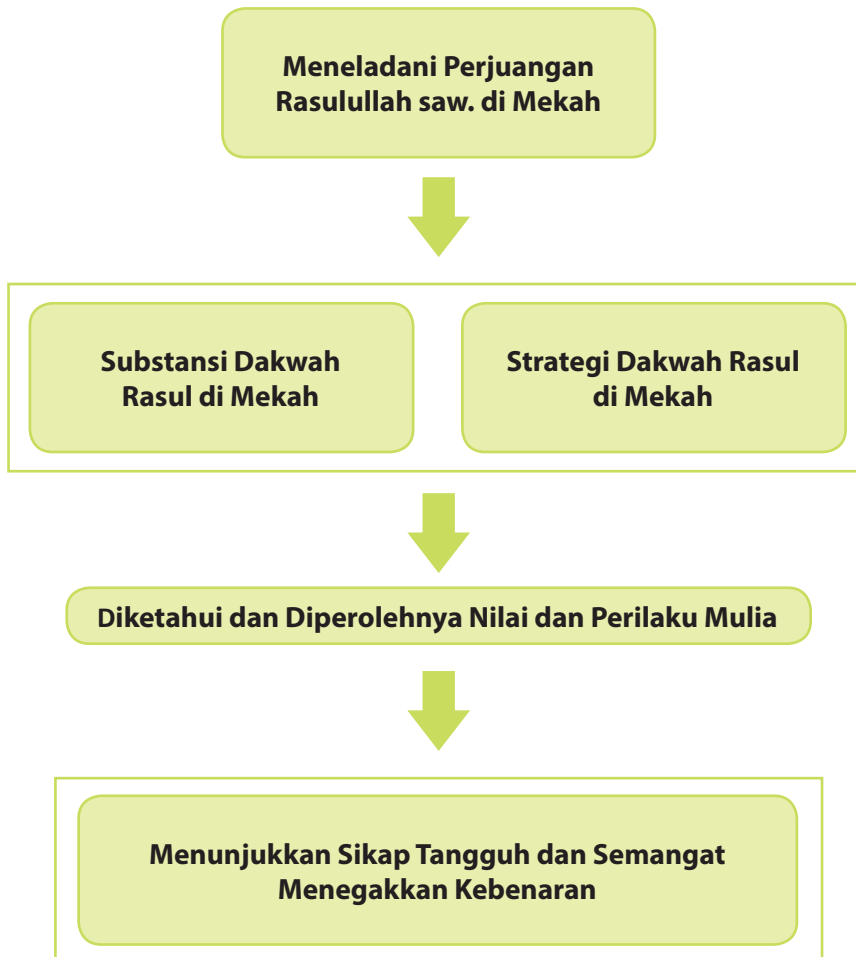 Meneladani Perjuangan
Rasulullah saw. di Mekah
Substansi Dakwah
Rasul di Mekah
Strategi Dakwah Rasul
di Mekah
Diketahui dan Diperolehnya Nilai dan Perilaku Mulia
Menunjukkan Sikap Tangguh dan Semangat
Menegakkan Kebenaran